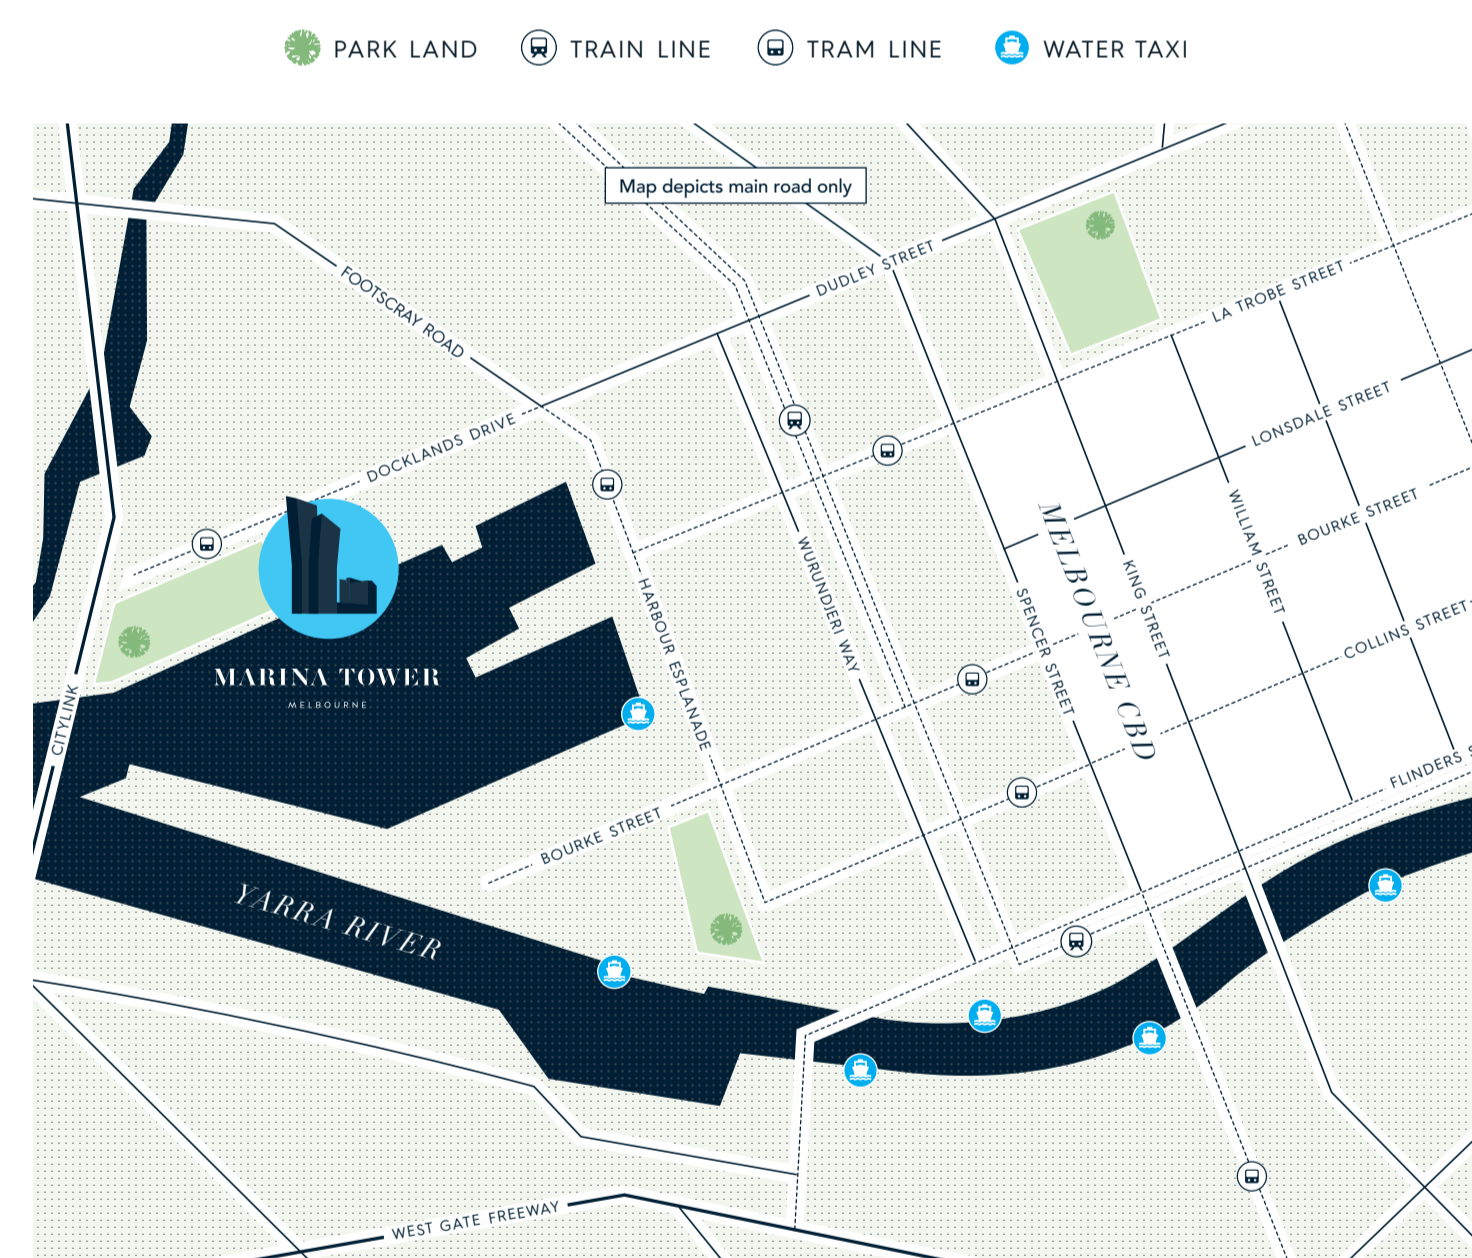 PARK LAND
TRAIN LINE
TRAM LINE
WATER TAXI
Map depicts main road only
DUDLEY STREET
FOOTSCRAY ROAD
LA TROBE STREET
DOCKLANDS DRIVE
LONSDALE STREET
BOURKE STREET
WILLIAM STREET
WURUNDJERI WAY
KING STREET
SPENCER STREET
MELBOURNE CBD
HARBOUR ESPLANADE
COLLINS STREET
MARINA TOWER
MELBOURNE
CITYLINK
FLINDERS S
BOURKE STREET
YARRA RIVER
WEST GATE FREEWAY